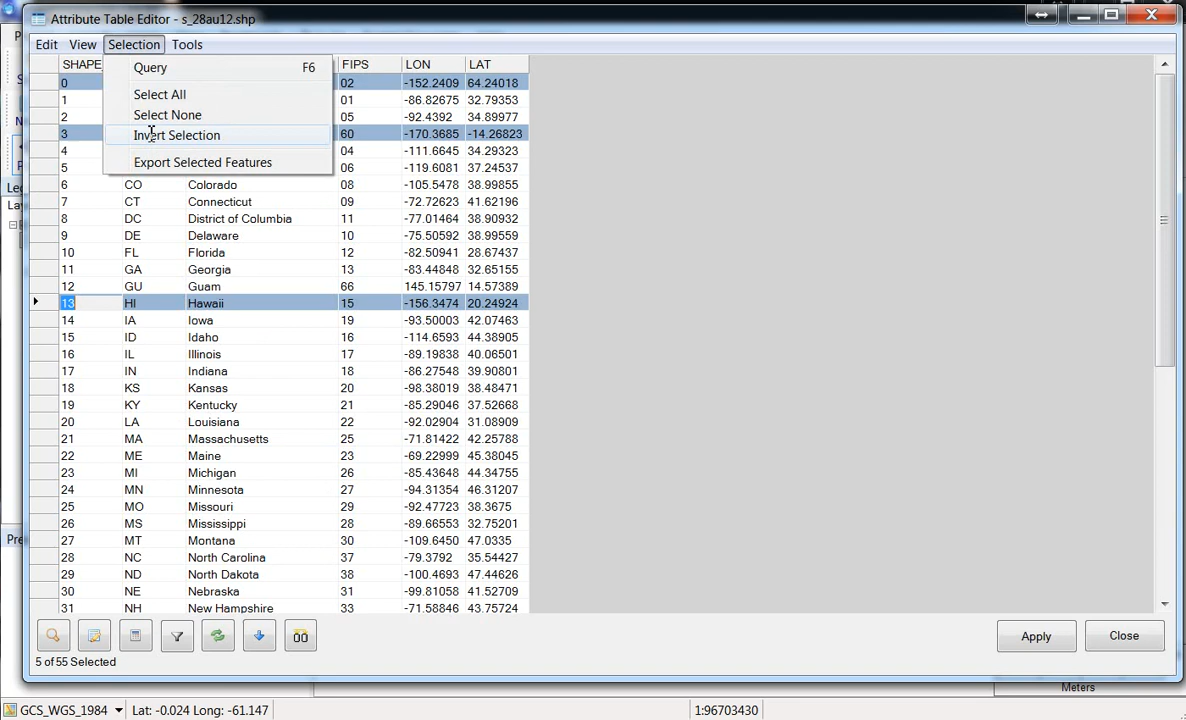 Attribute Table Editor - s_28au12.shp
Edit View Selection Tools
SHAPE FIPS LON LAT
Query F6
Select All
Select None
Invert Selection
Export Selected Features
0 02 -152.2409 64.24018
1 01 -86.82675 32.79353
2 05 -92.4392 34.89977
3 60 -170.3685 -14.26823
4 04 -111.6645 34.29323
5 06 -119.6081 37.24537
6 CO Colorado 08 -105.5478 38.99855
7 CT Connecticut 09 -72.72623 41.62196
8 DC District of Columbia 11 -77.01464 38.90932
9 DE Delaware 10 -75.50592 38.99559
10 FL Florida 12 -82.50941 28.67437
11 GA Georgia 13 -83.44848 32.65155
12 GU Guam 66 145.15797 14.57389
13 HI Hawaii 15 -156.3474 20.24924
14 IA Iowa 19 -93.50003 42.07463
15 ID Idaho 16 -114.6593 44.38905
16 IL Illinois 17 -89.19838 40.06501
17 IN Indiana 18 -86.27548 39.90801
18 KS Kansas 20 -98.38019 38.48471
19 KY Kentucky 21 -85.29046 37.52668
20 LA Louisiana 22 -92.02904 31.08909
21 MA Massachusetts 25 -71.81422 42.25788
22 ME Maine 23 -69.22999 45.38045
23 MI Michigan 26 -85.43648 44.34755
24 MN Minnesota 27 -94.31354 46.31207
25 MO Missouri 29 -92.47723 38.3675
26 MS Mississippi 28 -89.66553 32.75201
27 MT Montana 30 -109.6450 47.0335
28 NC North Carolina 37 -79.3792 35.54427
29 ND North Dakota 38 -100.4693 47.44626
30 NE Nebraska 31 -99.81058 41.52709
31 NH New Hampshire 33 -71.58846 43.75724
Apply Close
5 of 55 Selected
Meters
GCS_WGS_1984 Lat: -0.024 Long: -61.147 1:96703430